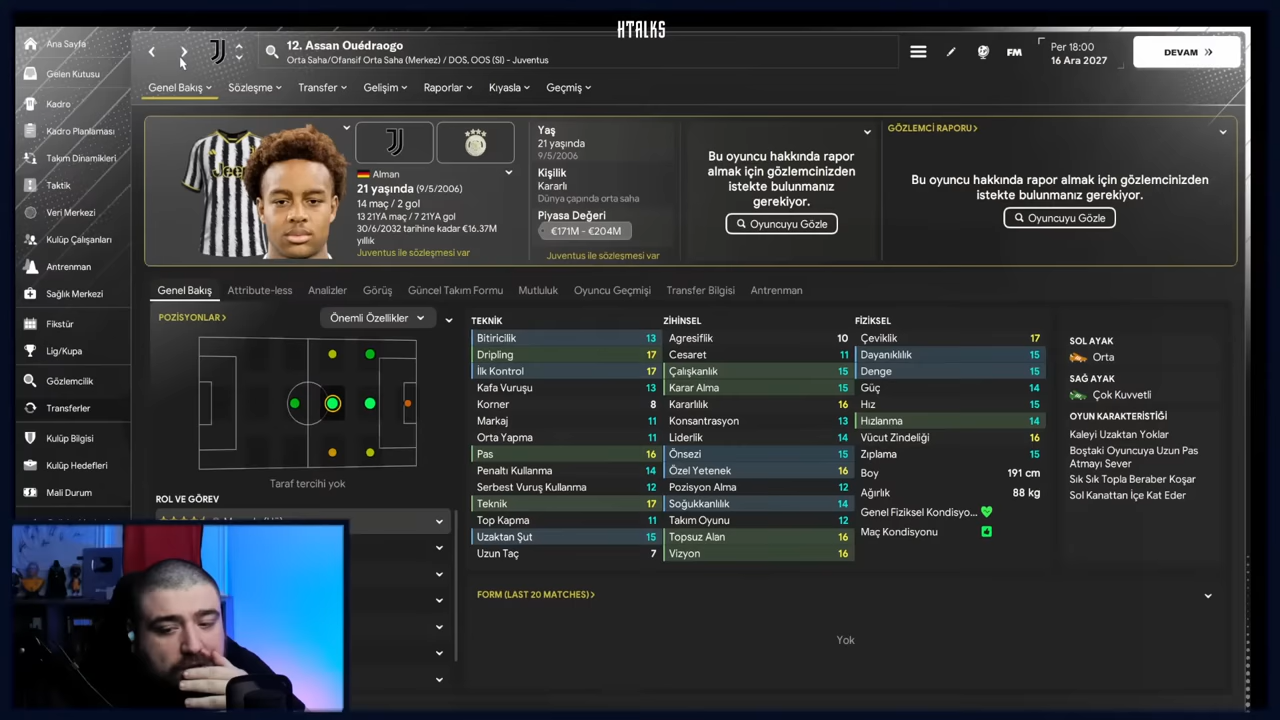 HTALKS
Ana Sayfa
Gelen Kutusu
Kadro
Kadro Planlaması
Takım Dinamikleri
Taktik
Veri Merkezi
Kulüp Çalışanları
Antrenman
Sağlık Merkezi
Fikstür
Lig/Kupa
Gözlemcilik
Transferler
Kulüp Bilgisi
Kulüp Hedefleri
Mali Durum
12. Assan Ouédraogo
Orta Saha/Ofansif Orta Saha (Merkez) / DOS, OOS (Sl) - Juventus
FM
Per 18:00
16 Ara 2027
DEVAM
Genel Bakış
Sözleşme
Transfer
Gelişim
Raporlar
Kıyasla
Geçmiş
Jeep
Alman
21 yaşında (9/5/2006)
14 maç / 2 gol
13 21YA maç / 7 21YA gol
30/6/2032 tarihine kadar €16.37M
yıllık
Juventus ile sözleşmesi var
Yaş
21 yaşında
9/5/2006
Kişilik
Kararlı
Dünya çapında orta saha
Piyasa Değeri
€171M - €204M
Juventus ile sözleşmesi var
Bu oyuncu hakkında rapor
almak için gözlemcinizden
istekte bulunmanız
gerekiyor.
Oyuncuyu Gözle
GÖZLEMCİ RAPORU>
Bu oyuncu hakkında rapor almak için gözlemcinizden
istekte bulunmanız gerekiyor.
Oyuncuyu Gözle
Genel Bakış
Attribute-less
Analizler
Görüş
Güncel Takım Formu
Mutluluk
Oyuncu Geçmişi
Transfer Bilgisi
Antrenman
POZİSYONLAR>
Önemli Özellikler
Taraf tercihi yok
ROL VE GÖREV
TEKNİK
Bitiricilik 13
Dripling 17
İlk Kontrol 17
Kafa Vuruşu 13
Korner 8
Markaj 11
Orta Yapma 11
Pas 16
Penaltı Kullanma 14
Serbest Vuruş Kullanma 12
Teknik 17
Top Kapma 11
Uzaktan Şut 15
Uzun Taç 7
ZİHİNSEL
Agresiflik 10
Cesaret 11
Çalışkanlık 15
Karar Alma 15
Kararlılık 16
Konsantrasyon 13
Liderlik 14
Önsezi 15
Özel Yetenek 16
Pozisyon Alma 12
Soğukkanlılık 14
Takım Oyunu 12
Topsuz Alan 16
Vizyon 16
FİZİKSEL
Çeviklik 17
Dayanıklılık 15
Denge 15
Güç 14
Hız 15
Hızlanma 14
Vücut Zindeliği 16
Zıplama 15
Boy 191 cm
Ağırlık 88 kg
Genel Fiziksel Kondisyo...
Maç Kondisyonu
SOL AYAK
Orta
SAĞ AYAK
Çok Kuvvetli
OYUN KARAKTERİSTİĞİ
Kaleyi Uzaktan Yoklar
Boştaki Oyuncuya Uzun Pas
Atmayı Sever
Sık Sık Topla Beraber Koşar
Sol Kanattan İçe Kat Eder
FORM (LAST 20 MATCHES)>
Yok